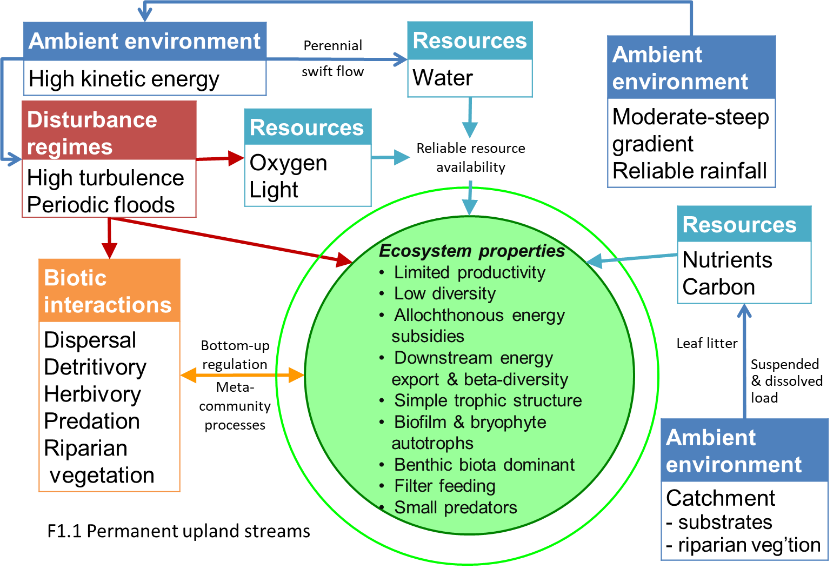 Ambient environment
High kinetic energy
Perennial
swift flow
Resources
Water
Ambient
environment
Moderate-steep
gradient
Reliable rainfall
Disturbance
regimes
High turbulence
Periodic floods
Resources
Oxygen
Light
Reliable resource
availability
Resources
Nutrients
Carbon
Biotic
interactions
Dispersal
Detritivory
Herbivory
Predation
Riparian
vegetation
Bottom-up
regulation
Meta-
community
processes
Ecosystem properties
• Limited productivity
• Low diversity
• Allochthonous energy
subsidies
• Downstream energy
export & beta-diversity
• Simple trophic structure
• Biofilm & bryophyte
autotrophs
• Benthic biota dominant
• Filter feeding
• Small predators
Leaf litter
Suspended
& dissolved
load
Ambient
environment
Catchment
- substrates
- riparian veg'tion
F1.1 Permanent upland streams